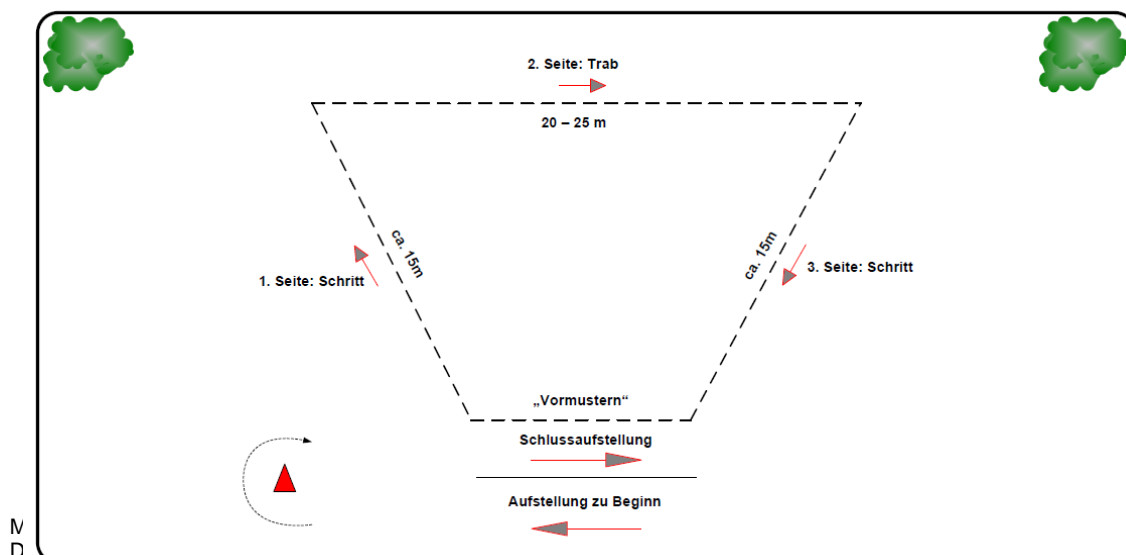 2. Seite: Trab
20 – 25 m
ca. 15m
ca. 15m
1. Seite: Schritt
3. Seite: Schritt
„Vormustern“
Schlussaufstellung
Aufstellung zu Beginn